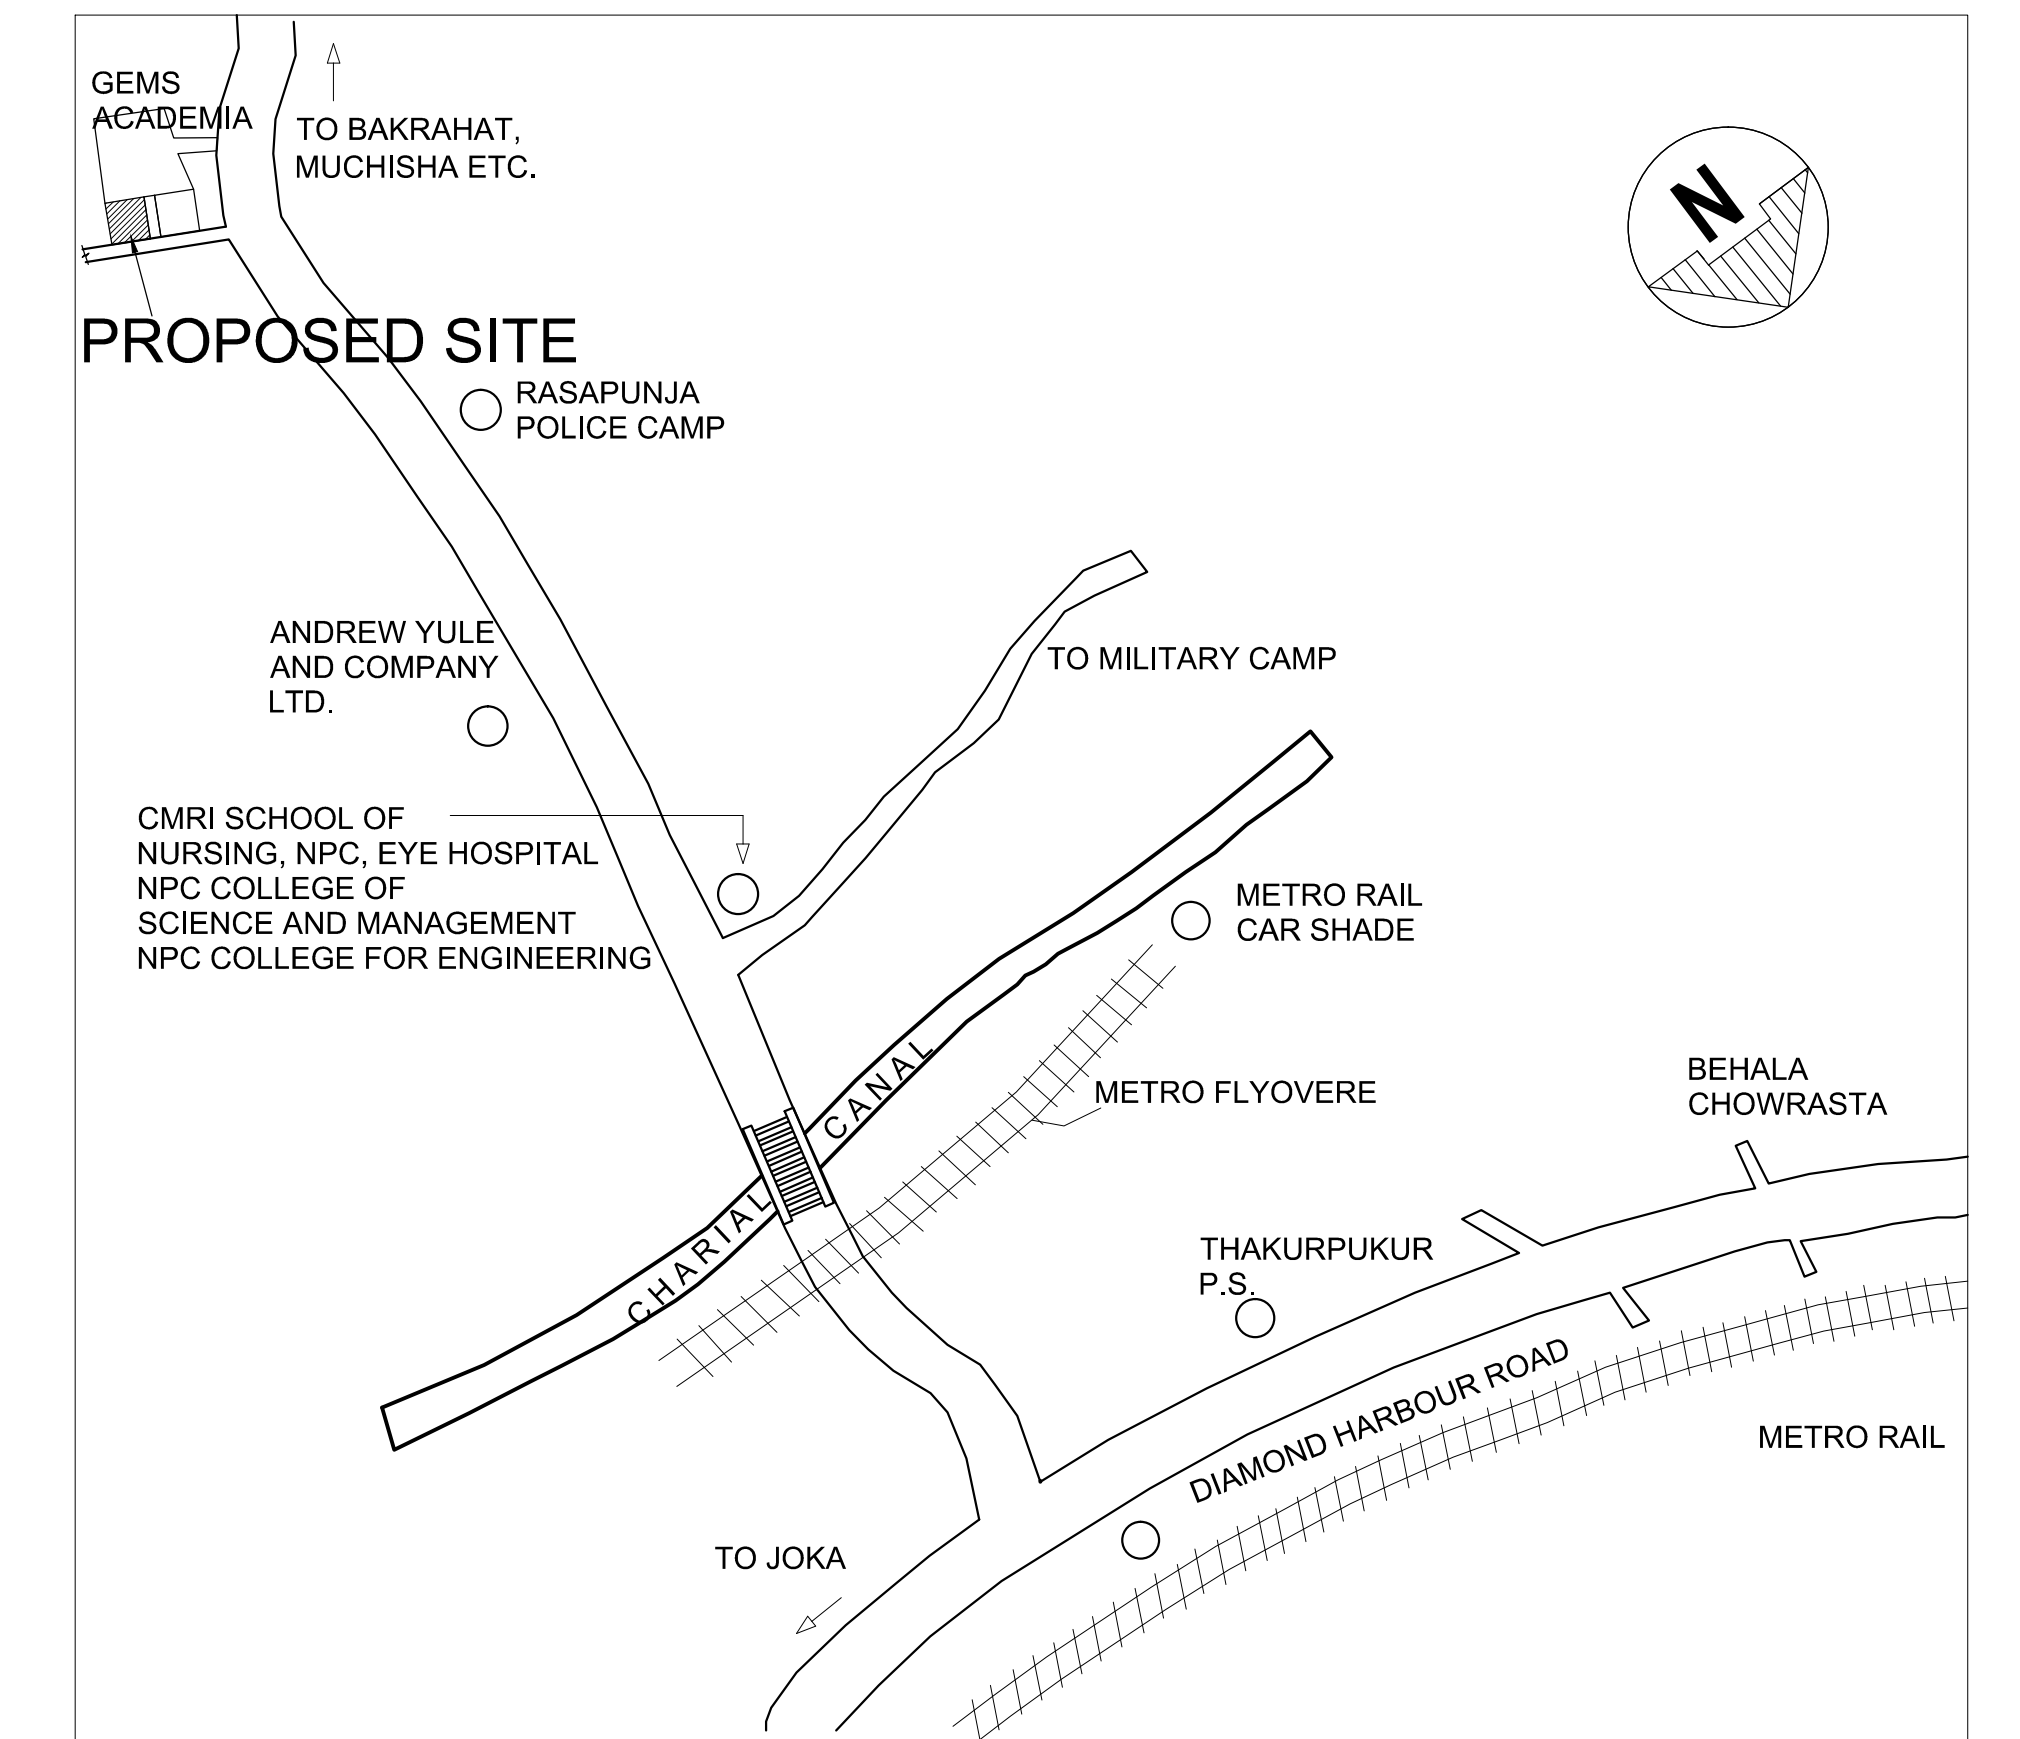 GEMS
ACADEMIA
TO BAKRAHAT,
MUCHISHA ETC.
N
PROPOSED SITE
RASAPUNJA
POLICE CAMP
ANDREW YULE
AND COMPANY
LTD.
TO MILITARY CAMP
CMRI SCHOOL OF
NURSING, NPC, EYE HOSPITAL
NPC COLLEGE OF
SCIENCE AND MANAGEMENT
NPC COLLEGE FOR ENGINEERING
METRO RAIL
CAR SHADE
CHARIAL CANAL
METRO FLYOVERE
BEHALA
CHOWRASTA
THAKURPUKUR
P.S.
DIAMOND HARBOUR ROAD
METRO RAIL
TO JOKA